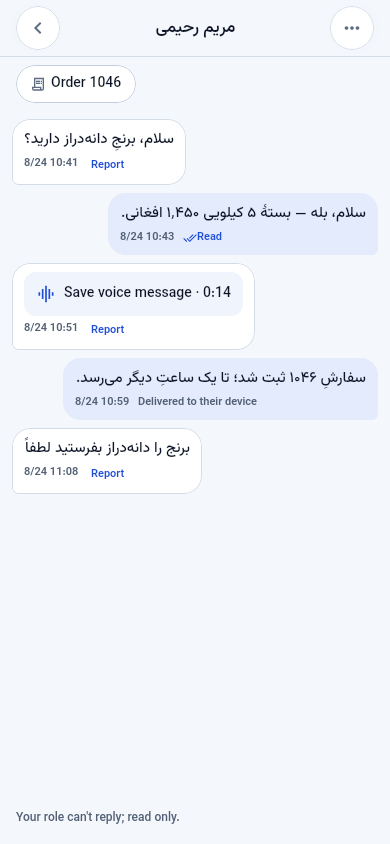 مریم رحیمی
Order 1046
سلام، برنجِ دانه‌دراز دارید؟
8/24 10:41 Report
سلام، بله — بستهٔ ۵ کیلویی ۱,۴۵۰ افغانی.
8/24 10:43 Read
Save voice message · 0:14
8/24 10:51 Report
سفارشِ ۱۰۴۶ ثبت شد؛ تا یک ساعتِ دیگر می‌رسد.
8/24 10:59 Delivered to their device
برنج را دانه‌دراز بفرستید لطفاً
8/24 11:08 Report
Your role can't reply; read only.